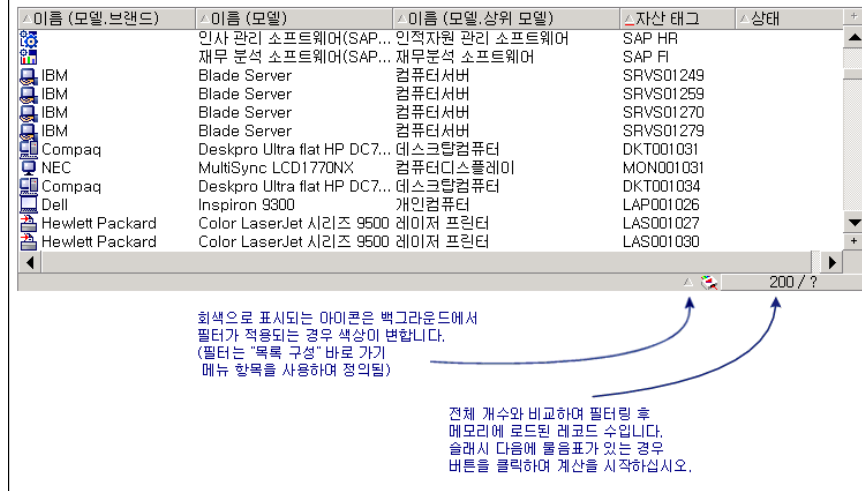 이름 (모델.브랜드) 이름 (모델) 이름 (모델.상위 모델) 자산 태그 상태
인사 관리 소프트웨어(SAP... 인적자원 관리 소프트웨어 SAP HR
재무 분석 소프트웨어(SAP... 재무분석 소프트웨어 SAP FI
IBM Blade Server 컴퓨터서버 SRVS01249
IBM Blade Server 컴퓨터서버 SRVS01259
IBM Blade Server 컴퓨터서버 SRVS01270
IBM Blade Server 컴퓨터서버 SRVS01279
Compaq Deskpro Ultra flat HP DC7... 데스크탑컴퓨터 DKT001031
NEC MultiSync LCD1770NX 컴퓨터디스플레이 MON001031
Compaq Deskpro Ultra flat HP DC7... 데스크탑컴퓨터 DKT001034
Dell Inspiron 9300 개인컴퓨터 LAP001026
Hewlett Packard Color LaserJet 시리즈 9500 레이저 프린터 LAS001027
Hewlett Packard Color LaserJet 시리즈 9500 레이저 프린터 LAS001030
200 / ?
회색으로 표시되는 아이콘은 백그라운드에서
필터가 적용되는 경우 색상이 변합니다.
(필터는 "목록 구성" 바로 가기
메뉴 항목을 사용하여 정의됨)
전체 개수와 비교하여 필터링 후
메모리에 로드된 레코드 수입니다.
슬래시 다음에 물음표가 있는 경우
버튼을 클릭하여 계산을 시작하십시오.